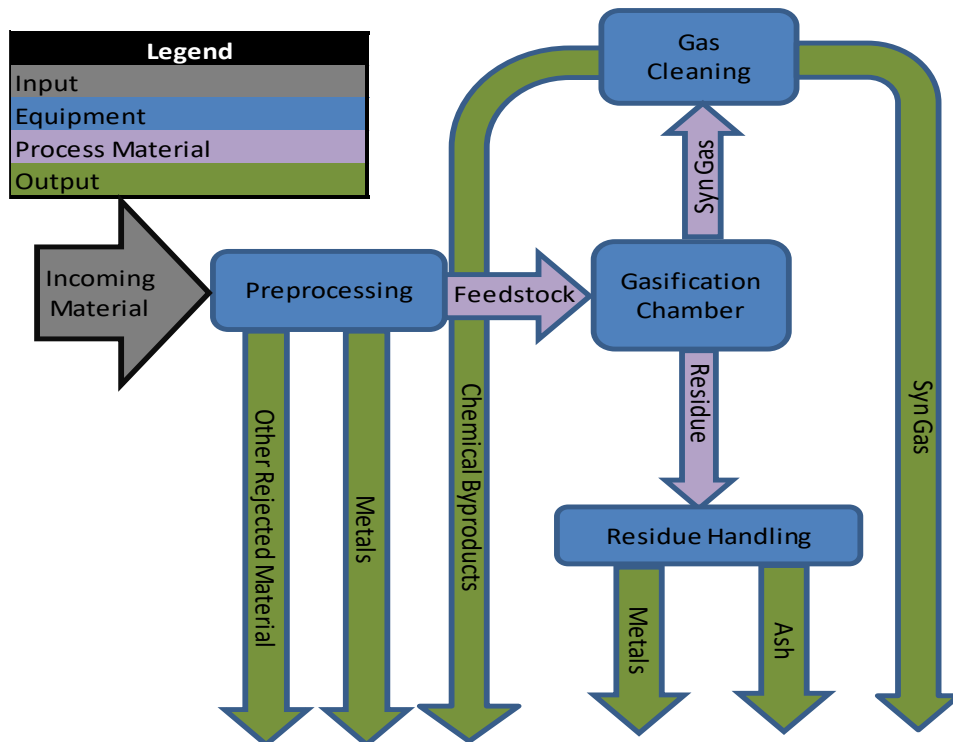 Legend
Input
Equipment
Process Material
Output
Gas
Cleaning
Syn Gas
Incoming
Material
Preprocessing
Feedstock
Gasification
Chamber
Residue
Residue Handling
Other Rejected Material
Metals
Chemical Byproducts
Metals
Ash
Syn Gas